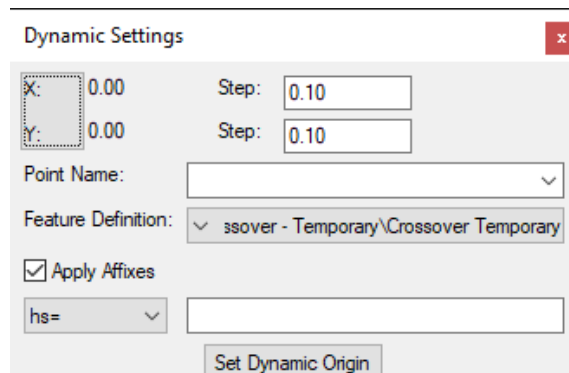 Dynamic Settings
x
X: 0.00 Step: 0.10
Y: 0.00 Step: 0.10
Point Name:
Feature Definition: ssover - Temporary\Crossover Temporary
Apply Affixes
hs=
Set Dynamic Origin